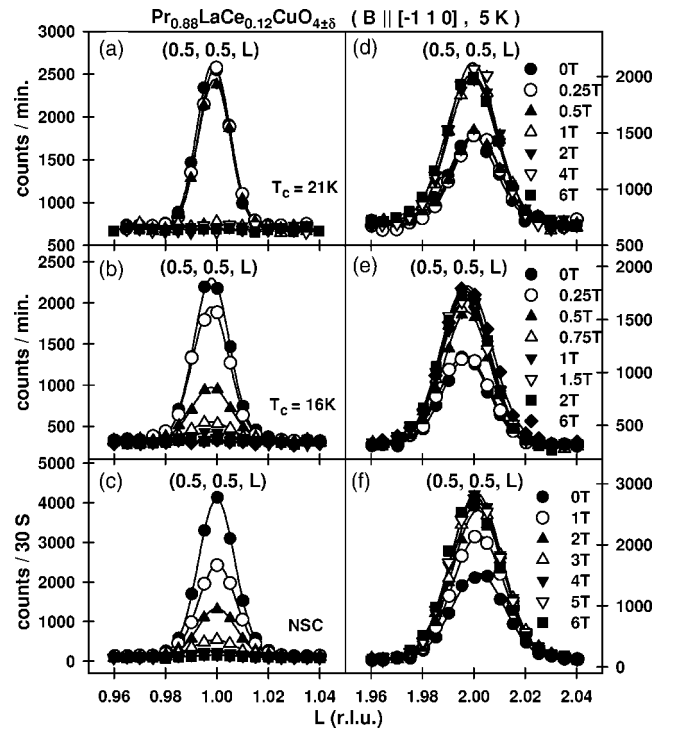 Pr0.88LaCe0.12CuO4±δ ( B || [-1 1 0] , 5 K )
(a) (0.5, 0.5, L)
3000
2500
2000
1500
1000
500
counts / min.
Tc = 21K
(d) (0.5, 0.5, L)
0T
0.25T
0.5T
1T
2T
4T
6T
2000
1500
1000
500
(b) (0.5, 0.5, L)
2500
2000
1500
1000
500
0
counts / min.
Tc = 16K
(e) (0.5, 0.5, L)
0T
0.25T
0.5T
0.75T
1T
1.5T
2T
6T
2000
1500
1000
500
(c) (0.5, 0.5, L)
5000
4000
3000
2000
1000
0
counts / 30 S
NSC
(f) (0.5, 0.5, L)
0T
1T
2T
3T
4T
5T
6T
3000
2000
1000
0
0.96 0.98 1.00 1.02 1.04 1.96 1.98 2.00 2.02 2.04
L (r.l.u.)